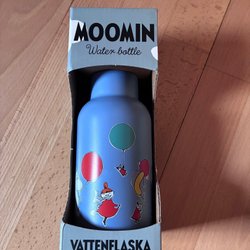 MOOMIN
Water bottle
VATTENFLASKA